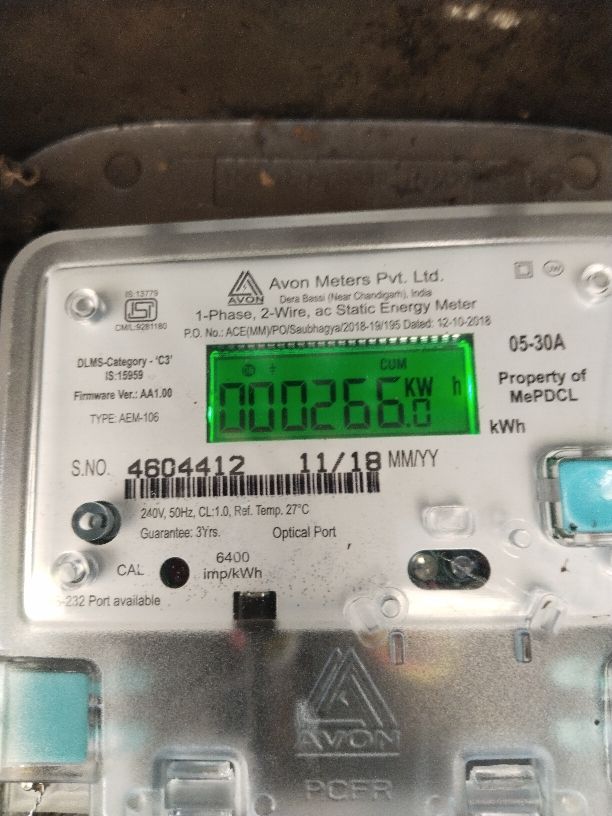 Avon Meters Pvt. Ltd.
AVON
Dera Bassi (Near Chandigarh), India
1-Phase, 2-Wire, ac Static Energy Meter
P.O. No.: ACE(MM)/PO/Saubhagya/2018-19/195 Dated: 12-10-2018
IS:13779
ISI
CM/L:9281180
DLMS-Category - 'C3'
IS:15959
Firmware Ver.: AA1.00
TYPE: AEM-106
CUM
000266.0 KW h
05-30A
Property of
MePDCL
kWh
S.NO. 4604412 11/18 MM/YY
240V, 50Hz, CL:1.0, Ref. Temp. 27°C
Guarantee: 3Yrs. Optical Port
CAL 6400
imp/kWh
-232 Port available
AVON